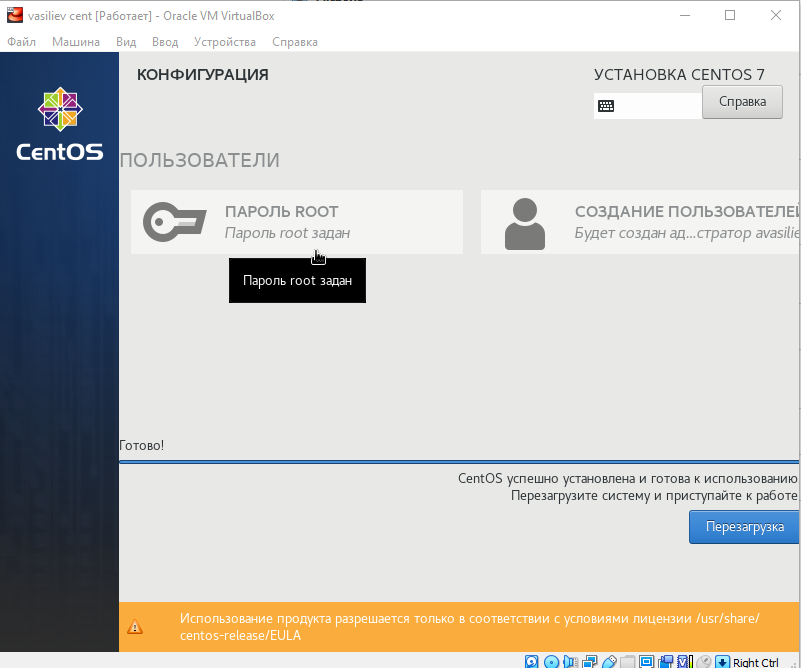 vasiliev cent [Работает] - Oracle VM VirtualBox
Файл Машина Вид Ввод Устройства Справка
CentOS
КОНФИГУРАЦИЯ
УСТАНОВКА CENTOS 7
Справка
ПОЛЬЗОВАТЕЛИ
ПАРОЛЬ ROOT
Пароль root задан
СОЗДАНИЕ ПОЛЬЗОВАТЕЛЕЙ
Будет создан ад...стратор avasilie
Пароль root задан
Готово!
CentOS успешно установлена и готова к использованию
Перезагрузите систему и приступайте к работе
Перезагрузка
Использование продукта разрешается только в соответствии с условиями лицензии /usr/share/
centos-release/EULA
Right Ctrl